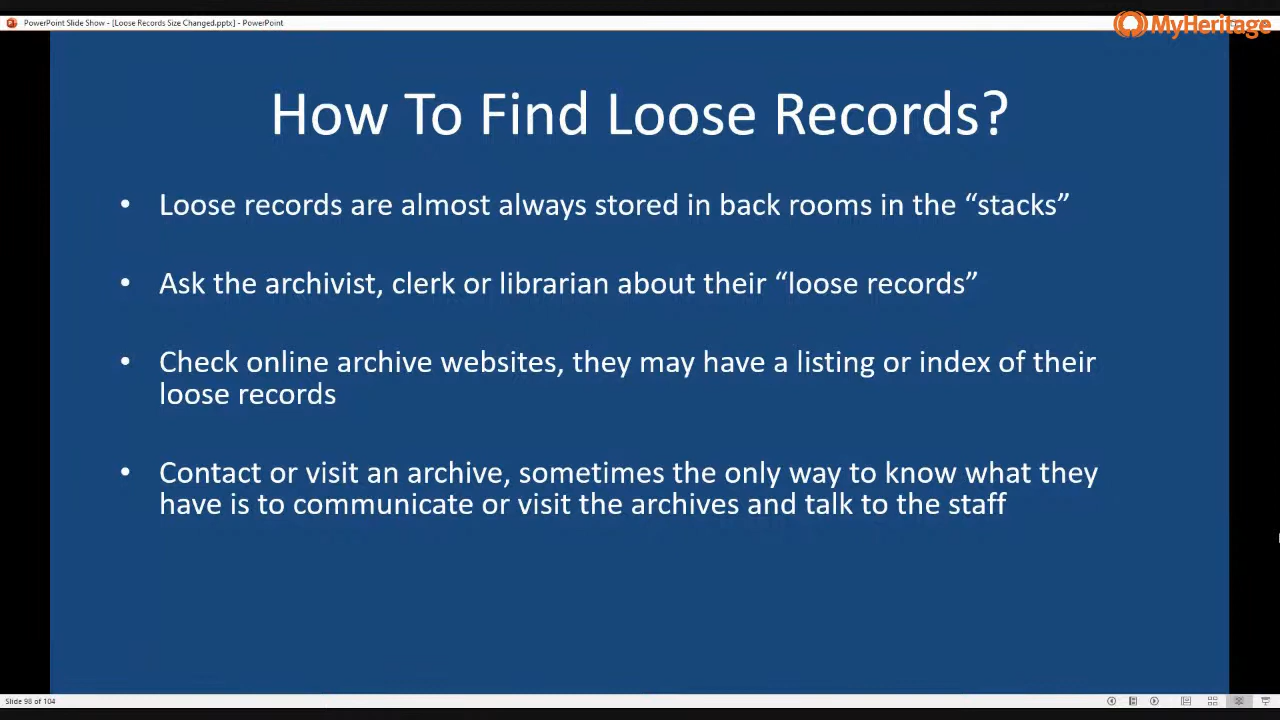 PowerPoint Slide Show - [Loose Records Size Changed.pptx] - PowerPoint
MyHeritage
How To Find Loose Records?
• Loose records are almost always stored in back rooms in the “stacks”
• Ask the archivist, clerk or librarian about their “loose records”
• Check online archive websites, they may have a listing or index of their
loose records
• Contact or visit an archive, sometimes the only way to know what they
have is to communicate or visit the archives and talk to the staff
Slide 98 of 104